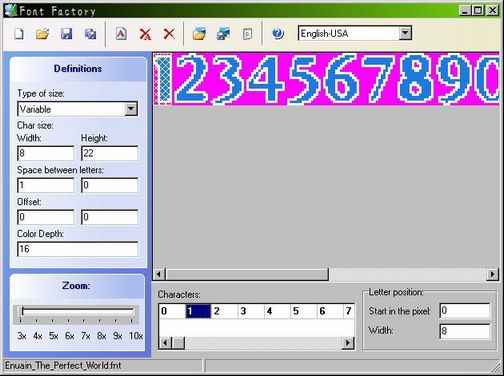 Font Factory
English-USA
Definitions
Type of size:
Variable
Char size:
Width: Height:
8 22
Space between letters:
1 0
Offset:
0 0
Color Depth:
16
Zoom:
3x 4x 5x 6x 7x 8x 9x 10x
234567890
Characters:
0 1 2 3 4 5 6 7
Letter position:
Start in the pixel: 0
Width: 8
Enuain_The_Perfect_World.fnt